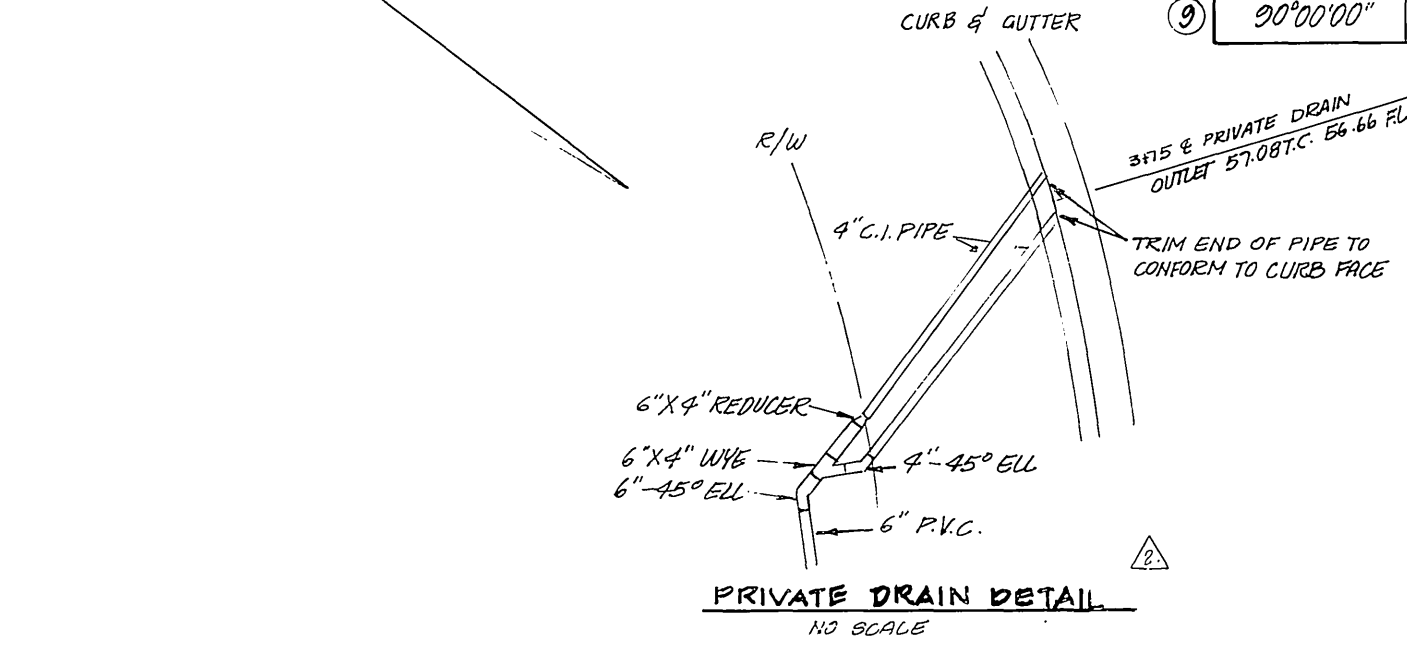 CURB & GUTTER
9 90°00'00"
R/W
3+75 ℄ PRIVATE DRAIN
OUTLET 57.08 T.C. 56.66 F.L
4" C.I. PIPE
TRIM END OF PIPE TO
CONFORM TO CURB FACE
6"X4" REDUCER
6"X4" WYE
4"-45° ELL
6"-45° ELL
6" P.V.C.
2
PRIVATE DRAIN DETAIL
NO SCALE